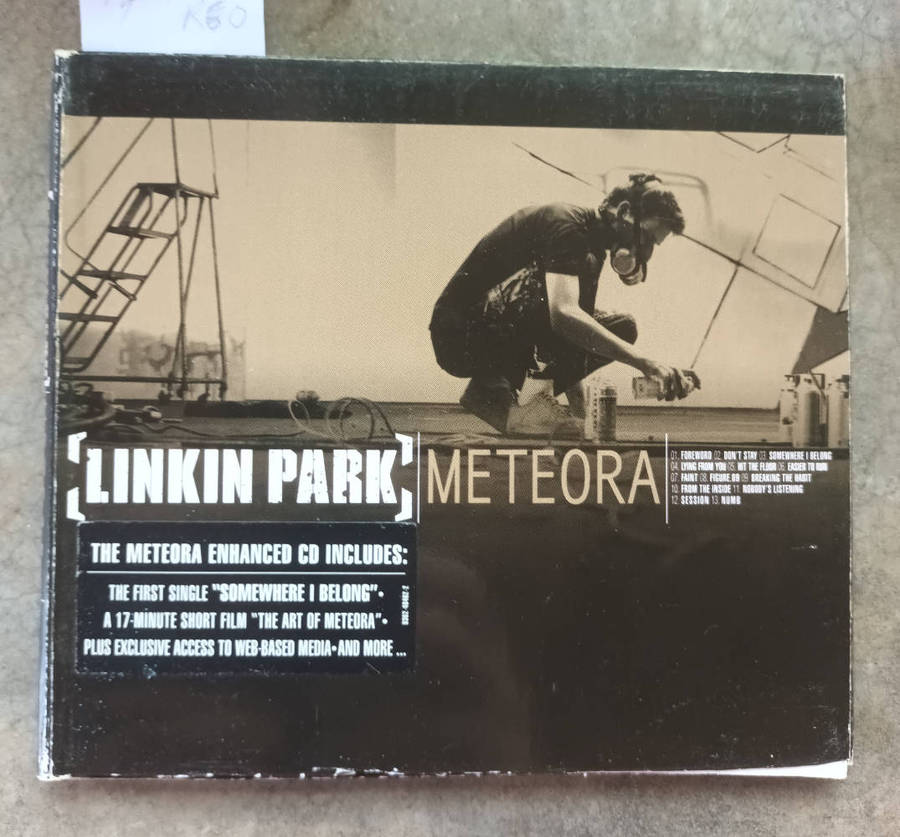 R60
LINKIN PARK
METEORA
01. FOREWORD 02. DON'T STAY 03. SOMEWHERE I BELONG
04. LYING FROM YOU 05. HIT THE FLOOR 06. EASIER TO RUN
07. FAINT 08. FIGURE.09 09. BREAKING THE HABIT
10. FROM THE INSIDE 11. NOBODY'S LISTENING
12. SESSION 13. NUMB
THE METEORA ENHANCED CD INCLUDES:
THE FIRST SINGLE "SOMEWHERE I BELONG"•
A 17-MINUTE SHORT FILM "THE ART OF METEORA"•
PLUS EXCLUSIVE ACCESS TO WEB-BASED MEDIA•AND MORE ...